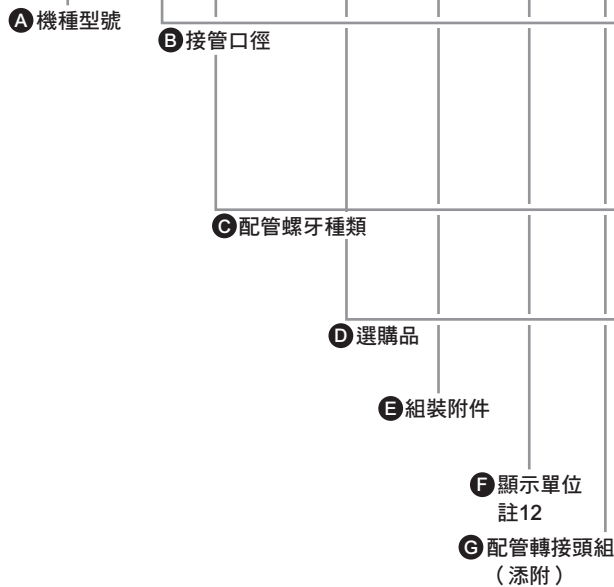 A機種型號
B接管口徑
C配管螺牙種類
D選購品
E組裝附件
F顯示單位
註12
G配管轉接頭組
（添附）